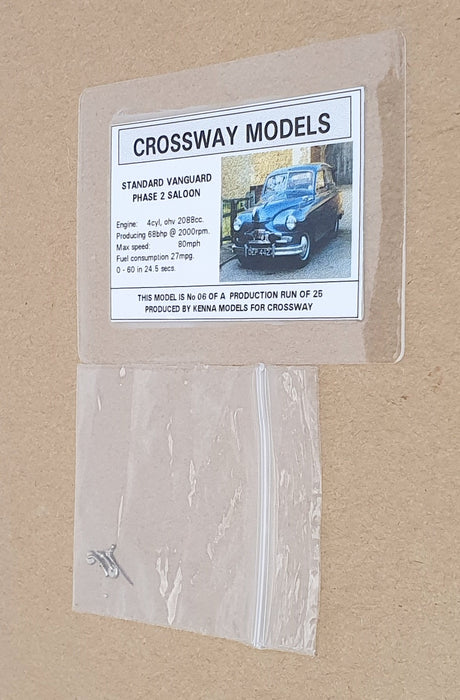 CROSSWAY MODELS
STANDARD VANGUARD
PHASE 2 SALOON
Engine: 4cyl, ohv 2088cc.
Producing 68bhp @ 2000rpm.
Max speed: 80mph
Fuel consumption 27mpg.
0 - 60 in 24.5 secs.
THIS MODEL IS No 06 OF A PRODUCTION RUN OF 25
PRODUCED BY KENNA MODELS FOR CROSSWAY